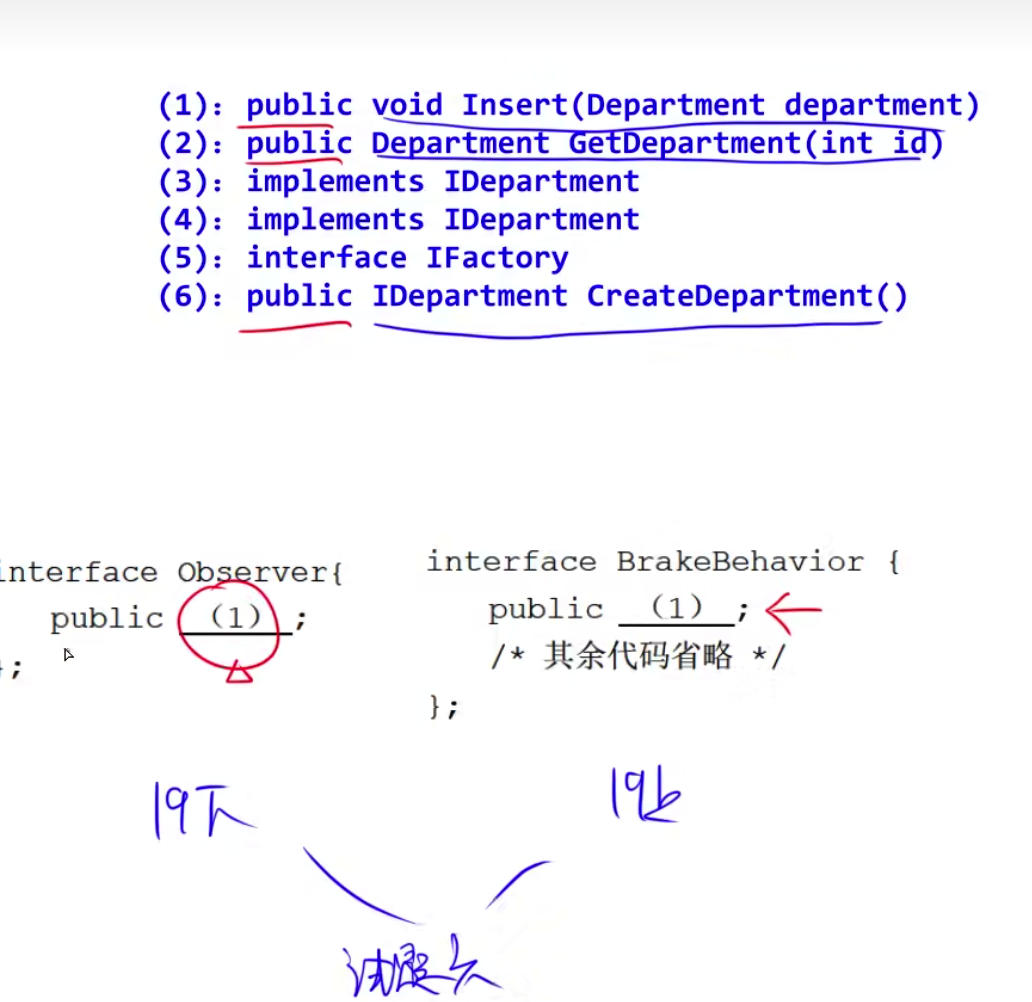 (1): public void Insert(Department department)
(2): public Department GetDepartment(int id)
(3): implements IDepartment
(4): implements IDepartment
(5): interface IFactory
(6): public IDepartment CreateDepartment()
interface Observer{
public (1) ;
};
interface BrakeBehavior {
public (1) ;
/* 其余代码省略 */
};
19下
19上